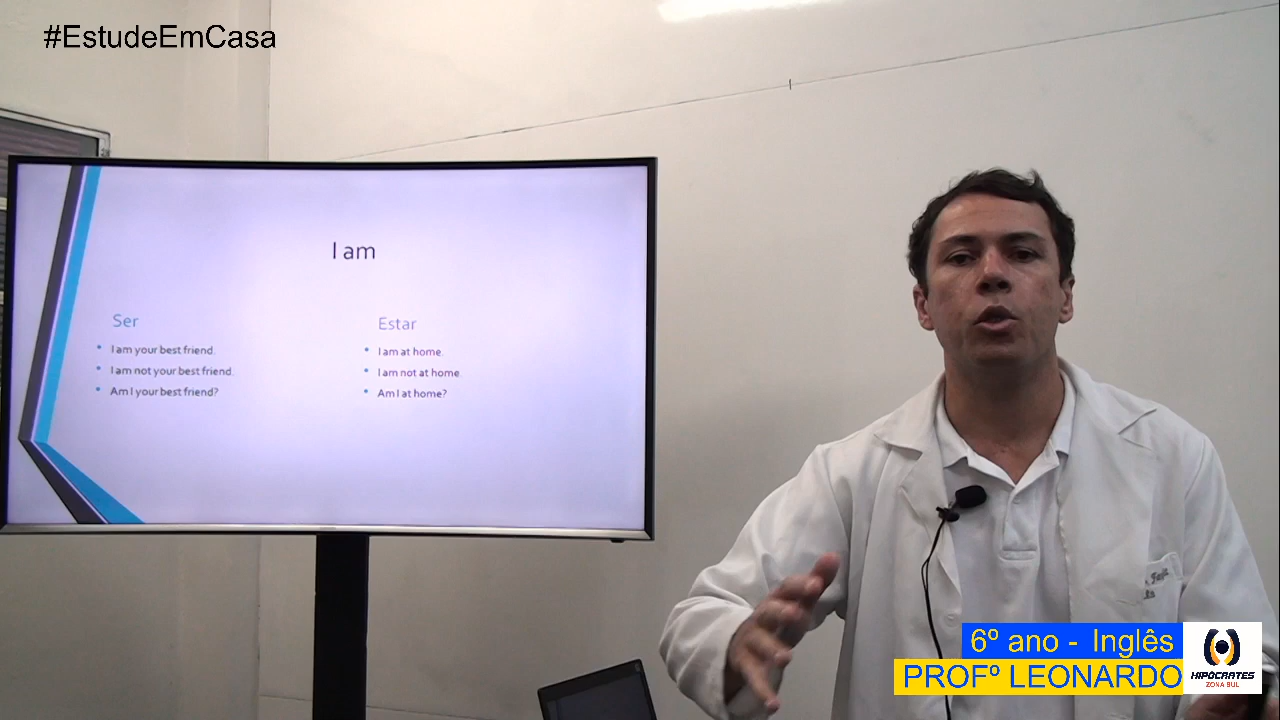 #EstudeEmCasa
I am
Ser
I am your best friend.
I am not your best friend.
Am I your best friend?
Estar
I am at home.
I am not at home.
Am I at home?
6º ano - Inglês
PROFº LEONARDO
HIPÓCRATES
ZONA SUL